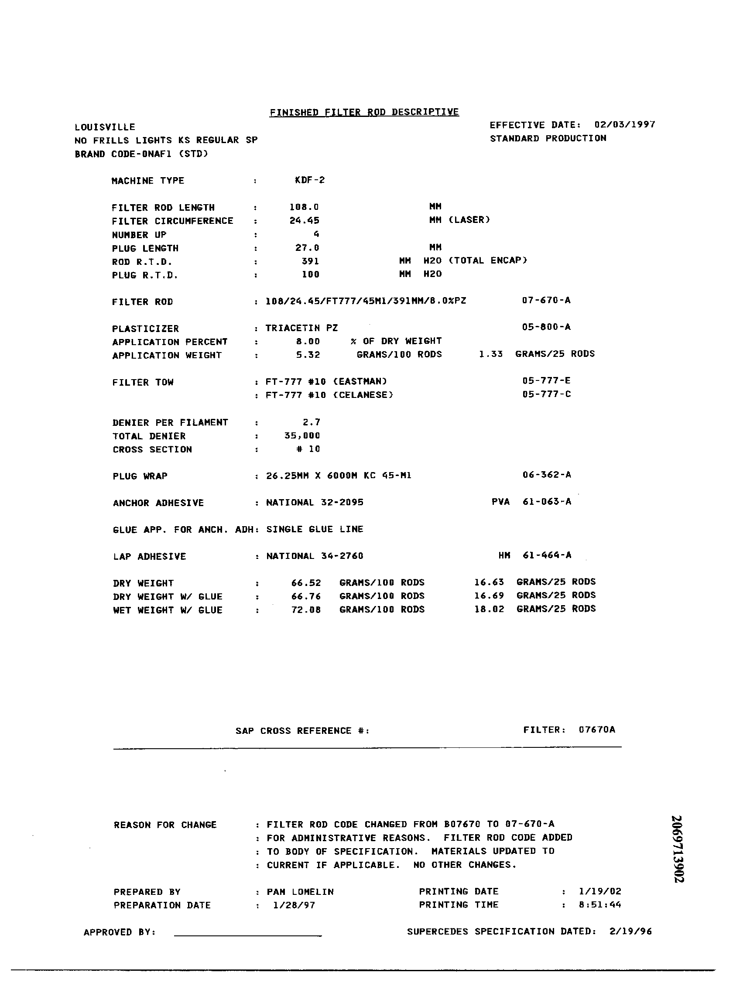 FINISHED FILTER ROD DESCRIPTIVE
LOUISVILLE EFFECTIVE DATE: 02/03/1997
NO FRILLS LIGHTS KS REGULAR SP STANDARD PRODUCTION
BRAND CODE-0NAF1 (STD)
MACHINE TYPE : KDF-2
FILTER ROD LENGTH : 108.0 MM
FILTER CIRCUMFERENCE : 24.45 MM (LASER)
NUMBER UP : 4
PLUG LENGTH : 27.0 MM
ROD R.T.D. : 391 MM H2O (TOTAL ENCAP)
PLUG R.T.D. : 100 MM H2O
FILTER ROD : 108/24.45/FT777/45M1/391MM/8.0%PZ 07-670-A
PLASTICIZER : TRIACETIN PZ 05-800-A
APPLICATION PERCENT : 8.00 % OF DRY WEIGHT
APPLICATION WEIGHT : 5.32 GRAMS/100 RODS 1.33 GRAMS/25 RODS
FILTER TOW : FT-777 #10 (EASTMAN) 05-777-E
: FT-777 #10 (CELANESE) 05-777-C
DENIER PER FILAMENT : 2.7
TOTAL DENIER : 35,000
CROSS SECTION : # 10
PLUG WRAP : 26.25MM X 6000M KC 45-M1 06-362-A
ANCHOR ADHESIVE : NATIONAL 32-2095 PVA 61-063-A
GLUE APP. FOR ANCH. ADH: SINGLE GLUE LINE
LAP ADHESIVE : NATIONAL 34-2760 HM 61-464-A
DRY WEIGHT : 66.52 GRAMS/100 RODS 16.63 GRAMS/25 RODS
DRY WEIGHT W/ GLUE : 66.76 GRAMS/100 RODS 16.69 GRAMS/25 RODS
WET WEIGHT W/ GLUE : 72.08 GRAMS/100 RODS 18.02 GRAMS/25 RODS
SAP CROSS REFERENCE #: FILTER: 07670A
REASON FOR CHANGE : FILTER ROD CODE CHANGED FROM B07670 TO 07-670-A
: FOR ADMINISTRATIVE REASONS. FILTER ROD CODE ADDED
: TO BODY OF SPECIFICATION. MATERIALS UPDATED TO
: CURRENT IF APPLICABLE. NO OTHER CHANGES.
PREPARED BY : PAM LOMELIN PRINTING DATE : 1/19/02
PREPARATION DATE : 1/28/97 PRINTING TIME : 8:51:44
APPROVED BY: SUPERCEDES SPECIFICATION DATED: 2/19/96
2069713902